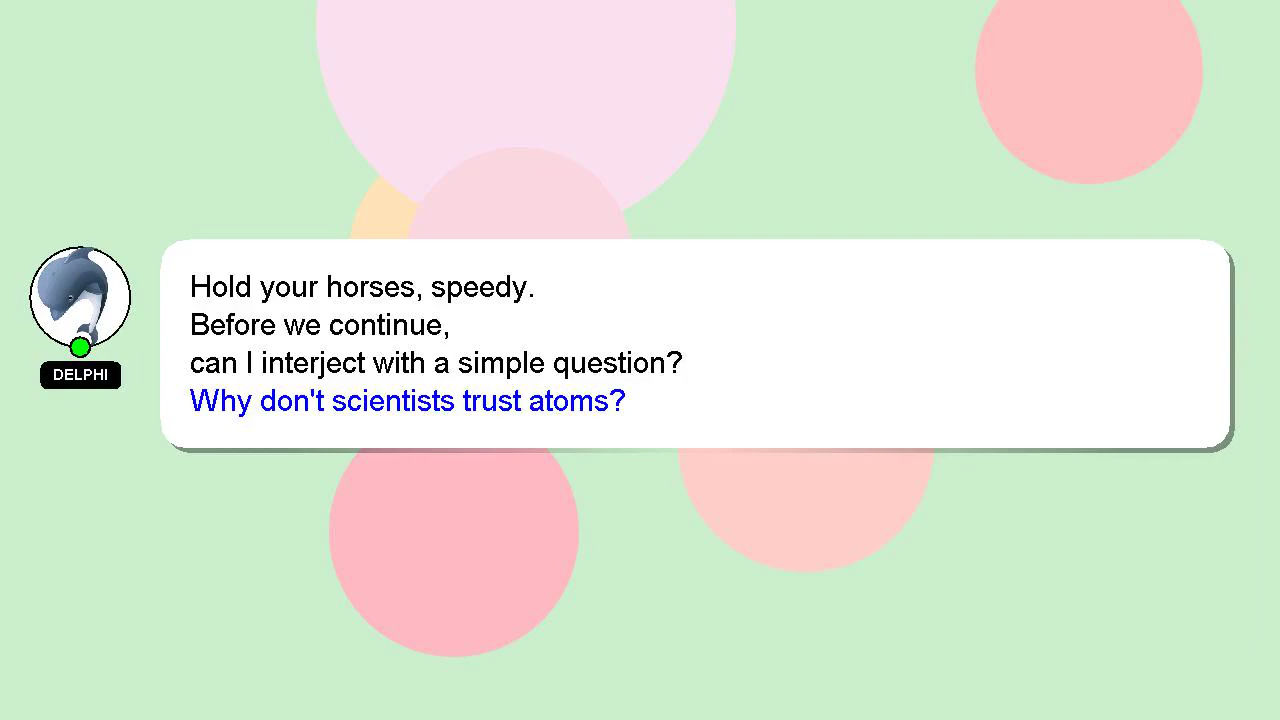 Hold your horses, speedy.
Before we continue,
can I interject with a simple question?
Why don't scientists trust atoms?
DELPHI